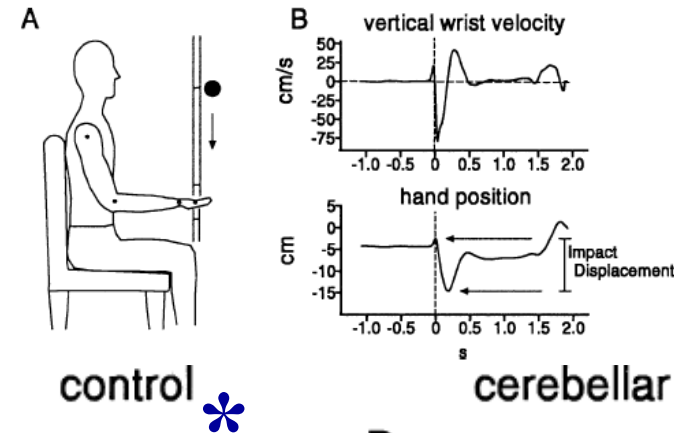 A
B
vertical wrist velocity
50
25
0
-25
-50
-75
cm/s
-1.0 -0.5 0 0.5 1.0 1.5 2.0
hand position
5
0
-5
-10
-15
cm
Impact
Displacement
-1.0 -0.5 0 0.5 1.0 1.5 2.0
s
control *
cerebellar